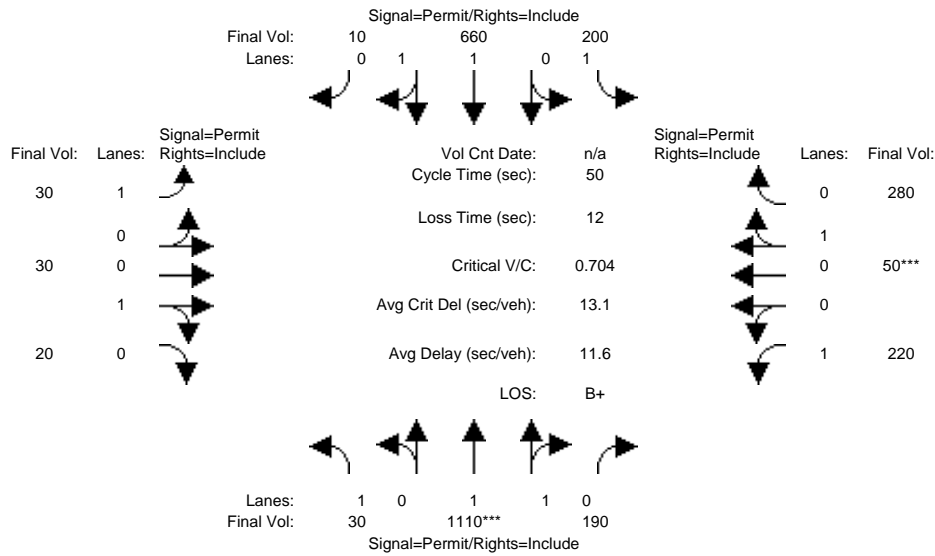 Signal=Permit/Rights=Include
Final Vol: 10 660 200
Lanes: 0 1 1 0 1
Signal=Permit Signal=Permit
Final Vol: Lanes: Rights=Include Vol Cnt Date: n/a Rights=Include Lanes: Final Vol:
Cycle Time (sec): 50
30 1 0 280
Loss Time (sec): 12
0 1
30 0 Critical V/C: 0.704 0 50***
1 Avg Crit Del (sec/veh): 13.1 0
20 0 Avg Delay (sec/veh): 11.6 1 220
LOS: B+
Lanes: 1 0 1 1 0
Final Vol: 30 1110*** 190
Signal=Permit/Rights=Include